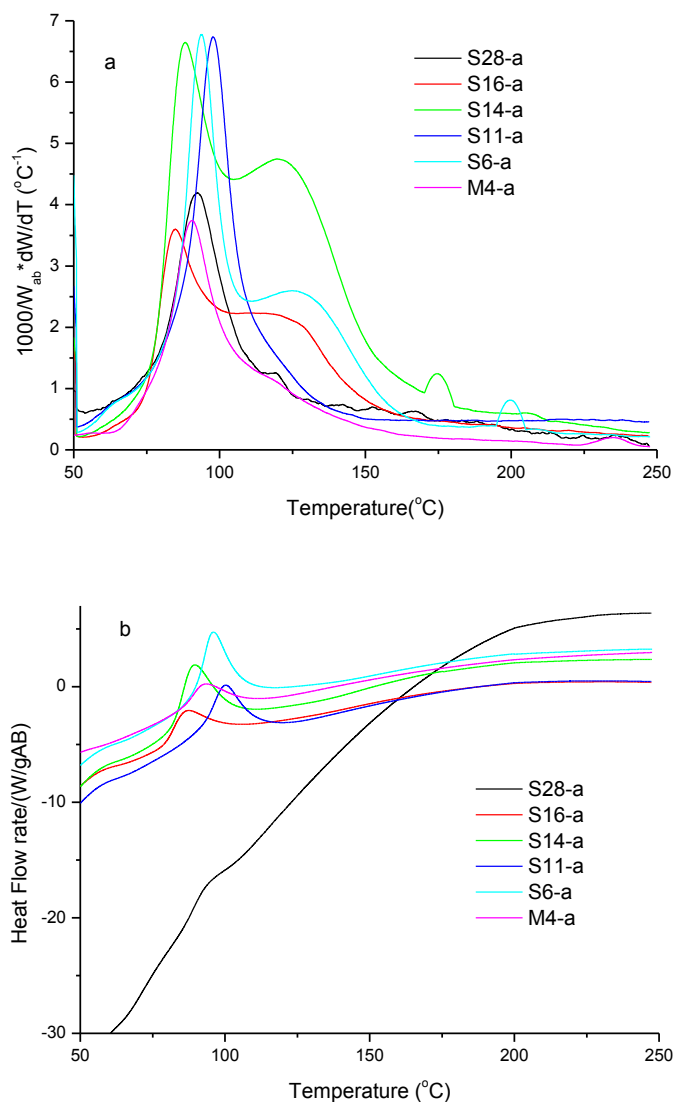 a
7
6
5
4
3
2
1
0
1000/W_ab*dW/dT (°C⁻¹)
S28-a
S16-a
S14-a
S11-a
S6-a
M4-a
50 100 150 200 250
Temperature(°C)
b
0
-10
-20
-30
Heat Flow rate/(W/gAB)
S28-a
S16-a
S14-a
S11-a
S6-a
M4-a
50 100 150 200 250
Temperature (°C)